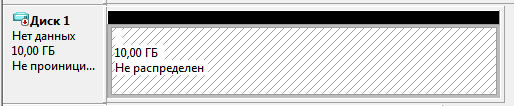 Диск 1
Нет данных
10,00 ГБ
Не проиници...
10,00 ГБ
Не распределен